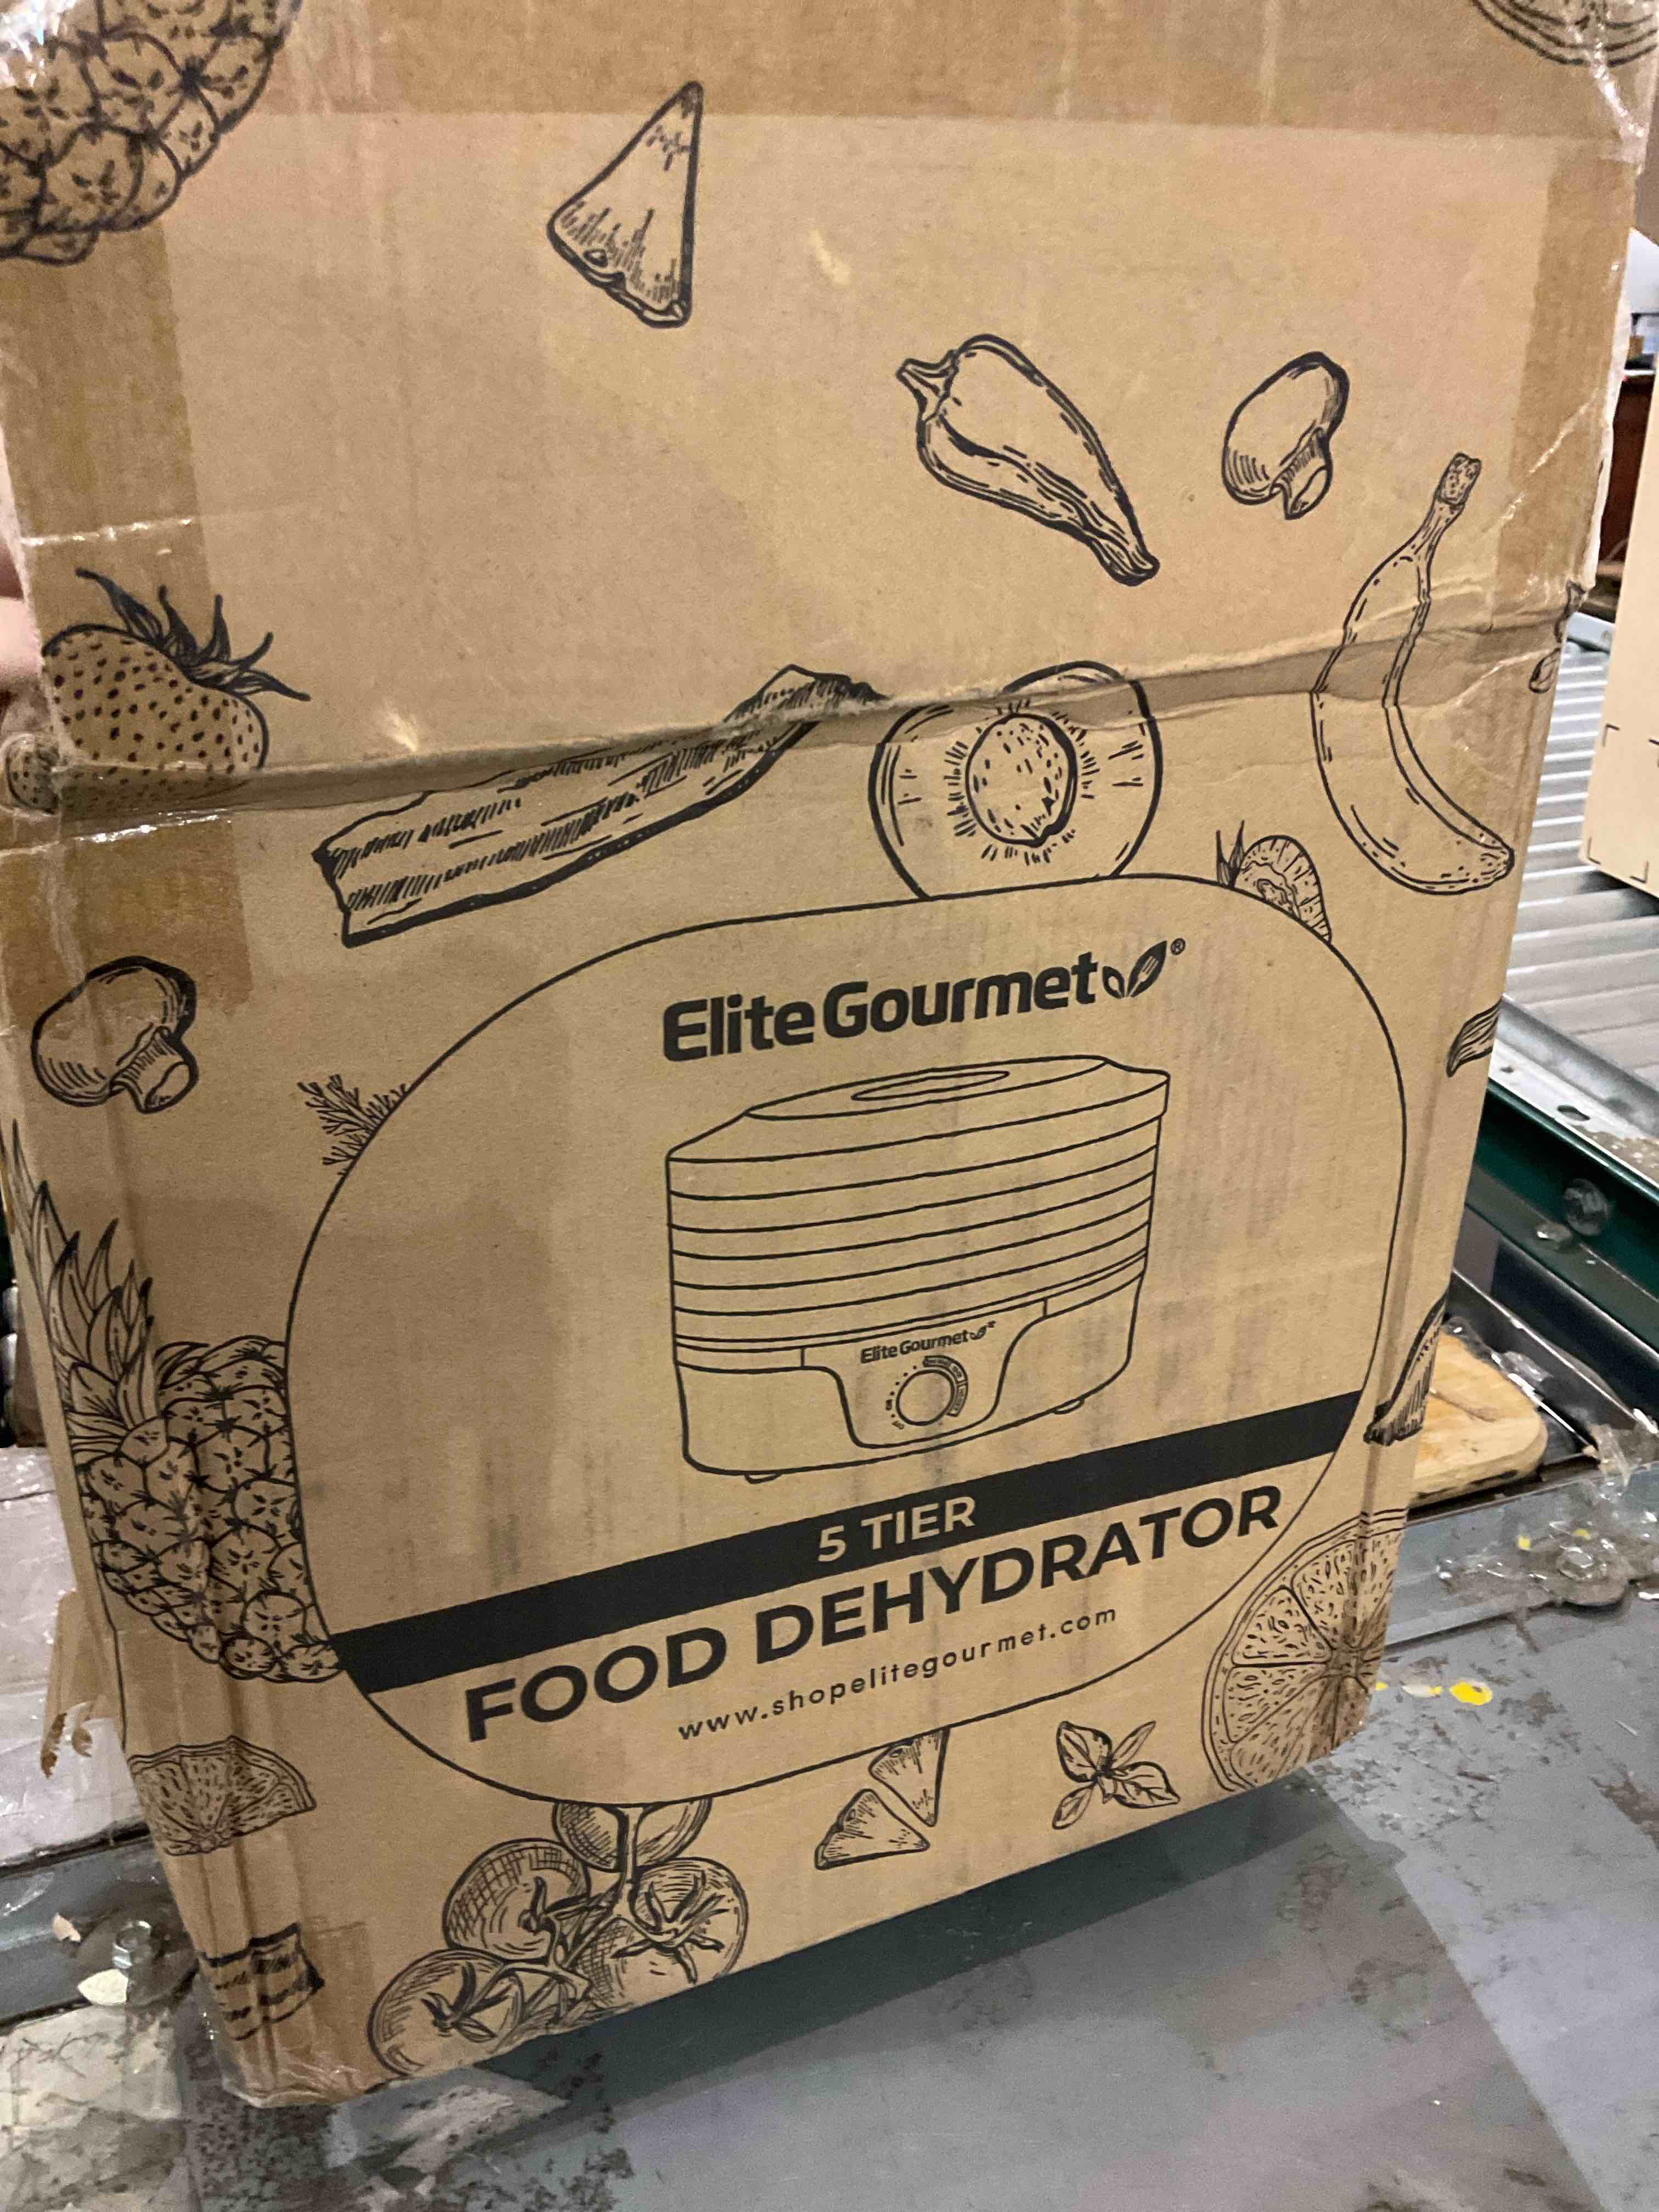 Elite Gourmet®
Elite Gourmet
5 TIER
FOOD DEHYDRATOR
www.shopelitegourmet.com